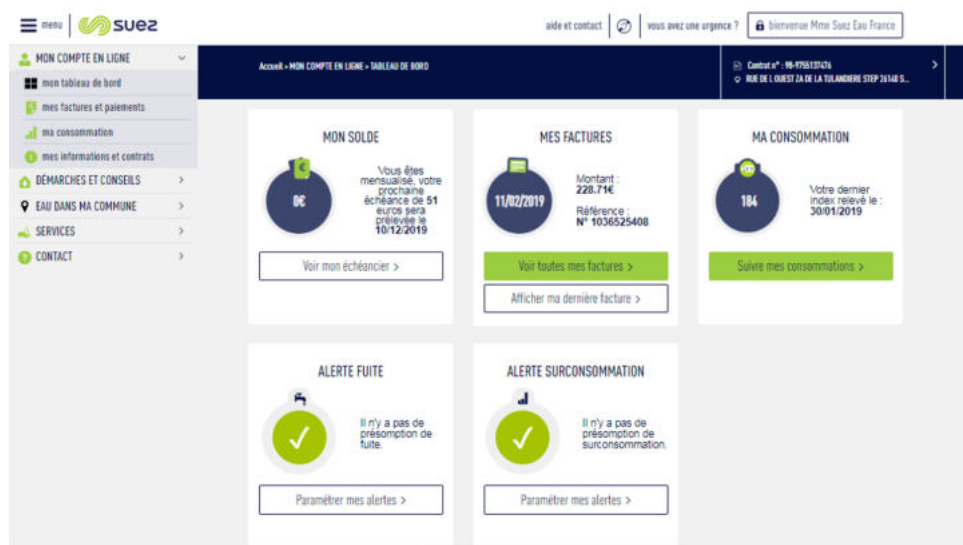 menu
suez
aide et contact
vous avez une urgence ?
bienvenue Mme Suez Eau France
MON COMPTE EN LIGNE
mon tableau de bord
mes factures et paiements
ma consommation
mes informations et contrats
DÉMARCHES ET CONSEILS
EAU DANS MA COMMUNE
SERVICES
CONTACT
Accueil > MON COMPTE EN LIGNE > TABLEAU DE BORD
Contrat n° : 98-9755137476
RUE DE L OUEST ZA DE LA TULANDIERE STEP 26140 S...
MON SOLDE
0€
Vous êtes
mensualisé, votre
prochaine
échéance de 51
euros sera
prélevée le
10/12/2019
Voir mon échéancier >
MES FACTURES
11/02/2019
Montant :
228.71€
Référence :
N° 1036525408
Voir toutes mes factures >
Afficher ma dernière facture >
MA CONSOMMATION
184
Votre dernier
index relevé le :
30/01/2019
Suivre mes consommations >
ALERTE FUITE
Il n'y a pas de
présomption de
fuite.
Paramétrer mes alertes >
ALERTE SURCONSOMMATION
Il n'y a pas de
présomption de
surconsommation.
Paramétrer mes alertes >